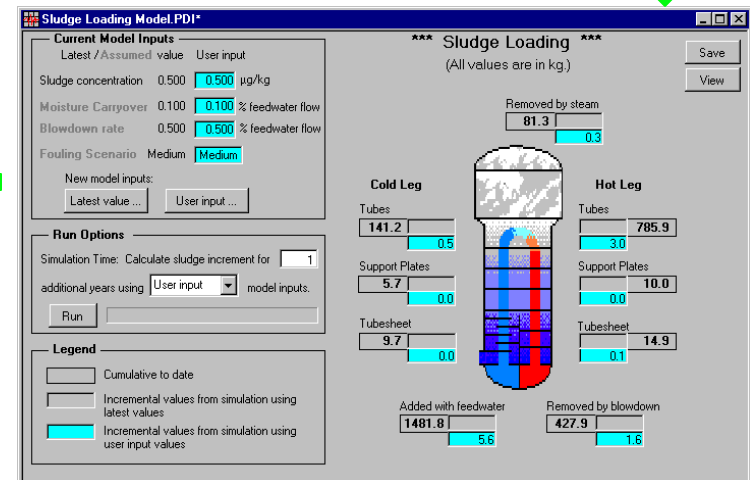 Sludge Loading Model.PDI*
Current Model Inputs
Latest / Assumed value User input
Sludge concentration 0.500 0.500 µg/kg
Moisture Carryover 0.100 0.100 % feedwater flow
Blowdown rate 0.500 0.500 % feedwater flow
Fouling Scenario Medium Medium
New model inputs:
Latest value ... User input ...
Run Options
Simulation Time: Calculate sludge increment for 1
additional years using User input model inputs.
Run
Legend
Cumulative to date
Incremental values from simulation using
latest values
Incremental values from simulation using
user input values
*** Sludge Loading ***
(All values are in kg.)
Save
View
Removed by steam
81.3
0.3
Cold Leg
Tubes
141.2
0.5
Support Plates
5.7
0.0
Tubesheet
9.7
0.0
Hot Leg
Tubes
785.9
3.0
Support Plates
10.0
0.0
Tubesheet
14.9
0.1
Added with feedwater
1481.8
5.6
Removed by blowdown
427.9
1.6